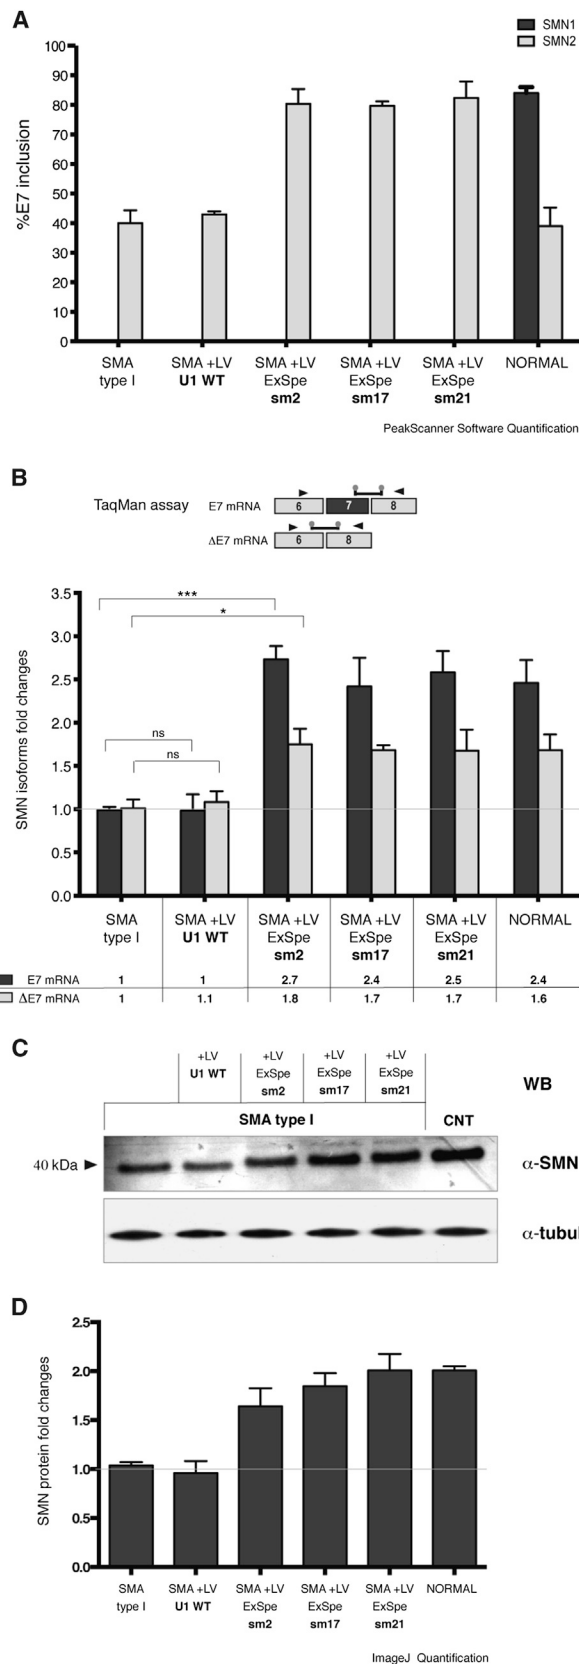 A
SMN1
SMN2
100
90
80
70
60
50
40
30
20
10
0
%E7 inclusion
SMA type I
SMA +LV U1 WT
SMA +LV ExSpe sm2
SMA +LV ExSpe sm17
SMA +LV ExSpe sm21
NORMAL
PeakScanner Software Quantification
B
TaqMan assay
E7 mRNA
6 7 8
ΔE7 mRNA
6 8
3.5
3.0
2.5
2.0
1.5
1.0
0.5
0.0
SMN isoforms fold changes
***
*
ns
ns
SMA type I
SMA +LV U1 WT
SMA +LV ExSpe sm2
SMA +LV ExSpe sm17
SMA +LV ExSpe sm21
NORMAL
E7 mRNA 1 1 2.7 2.4 2.5 2.4
ΔE7 mRNA 1 1.1 1.8 1.7 1.7 1.6
C
+LV U1 WT
+LV ExSpe sm2
+LV ExSpe sm17
+LV ExSpe sm21
WB
SMA type I
CNT
40 kDa
α-SMN
α-tubul
D
2.5
2.0
1.5
1.0
0.5
0.0
SMN protein fold changes
SMA type I
SMA +LV U1 WT
SMA +LV ExSpe sm2
SMA +LV ExSpe sm17
SMA +LV ExSpe sm21
NORMAL
ImageJ Quantification